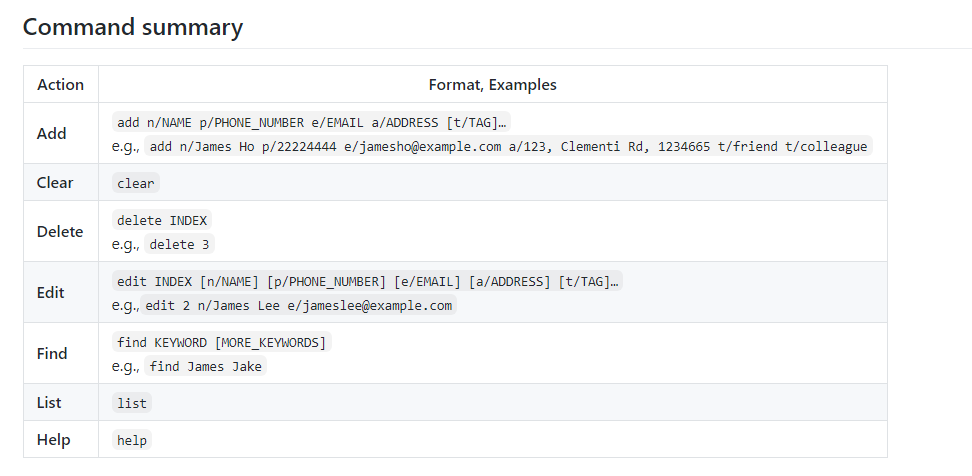 Command summary
Action Format, Examples
Add
add n/NAME p/PHONE_NUMBER e/EMAIL a/ADDRESS [t/TAG]…
e.g., add n/James Ho p/22224444 e/jamesho@example.com a/123, Clementi Rd, 1234665 t/friend t/colleague
Clear clear
Delete
delete INDEX
e.g., delete 3
Edit
edit INDEX [n/NAME] [p/PHONE_NUMBER] [e/EMAIL] [a/ADDRESS] [t/TAG]…
e.g., edit 2 n/James Lee e/jameslee@example.com
Find
find KEYWORD [MORE_KEYWORDS]
e.g., find James Jake
List list
Help help